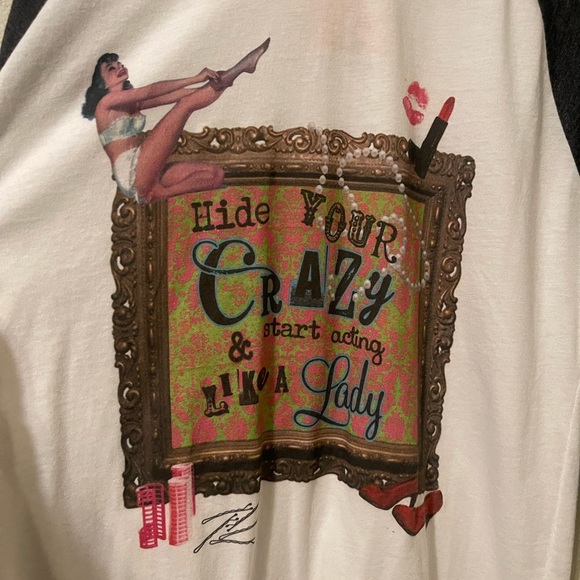 Hide YOUR
CRAZy
& start acting
LIKE A Lady